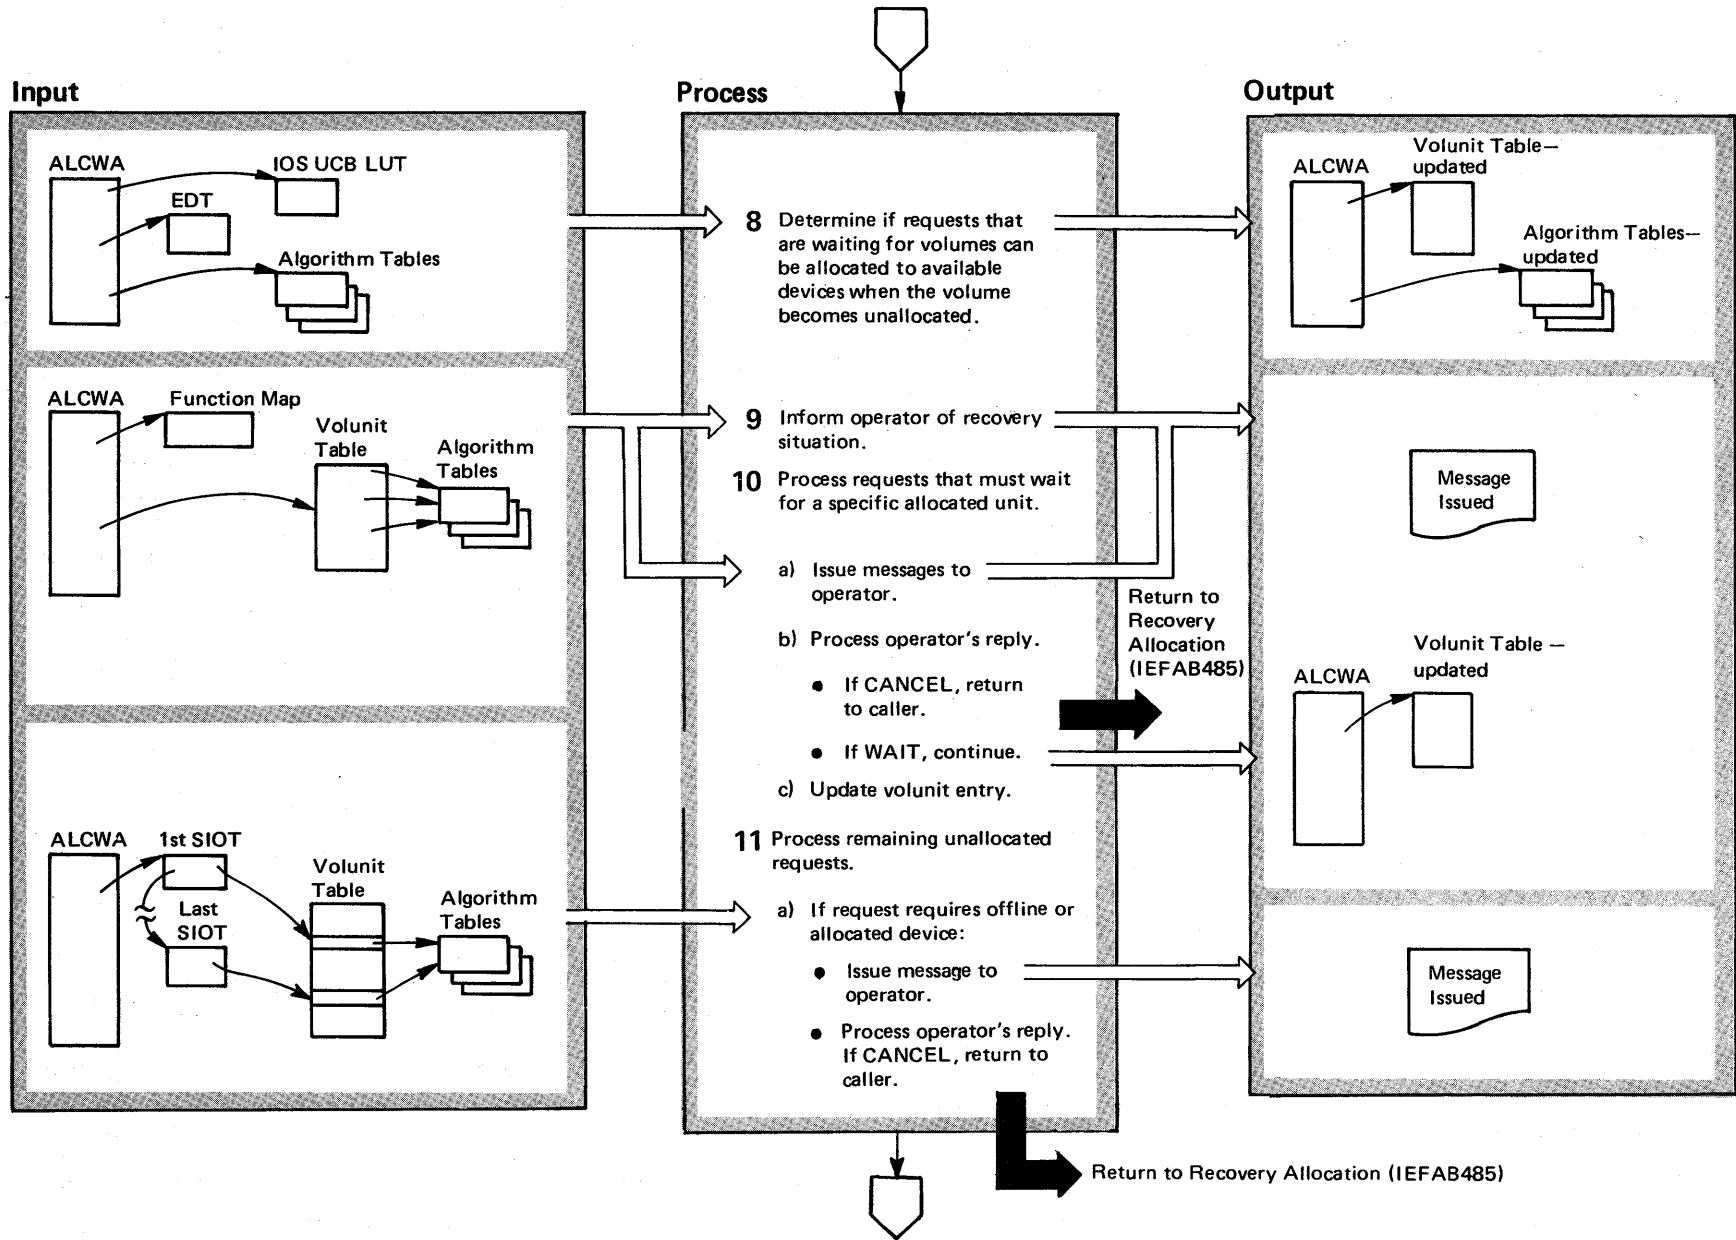 Input
ALCWA
IOS UCB LUT
EDT
Algorithm Tables
ALCWA
Function Map
Volunit
Table
Algorithm
Tables
ALCWA
1st SIOT
Last
SIOT
Volunit
Table
Algorithm
Tables
Process
8 Determine if requests that
are waiting for volumes can
be allocated to available
devices when the volume
becomes unallocated.
9 Inform operator of recovery
situation.
10 Process requests that must wait
for a specific allocated unit.
a) Issue messages to
operator.
b) Process operator's reply.
● If CANCEL, return
to caller.
● If WAIT, continue.
c) Update volunit entry.
11 Process remaining unallocated
requests.
a) If request requires offline or
allocated device:
● Issue message to
operator.
● Process operator's reply.
If CANCEL, return to
caller.
Return to
Recovery
Allocation
(IEFAB485)
Return to Recovery Allocation (IEFAB485)
Output
ALCWA
Volunit Table—
updated
Algorithm Tables—
updated
Message
Issued
ALCWA
Volunit Table —
updated
Message
Issued